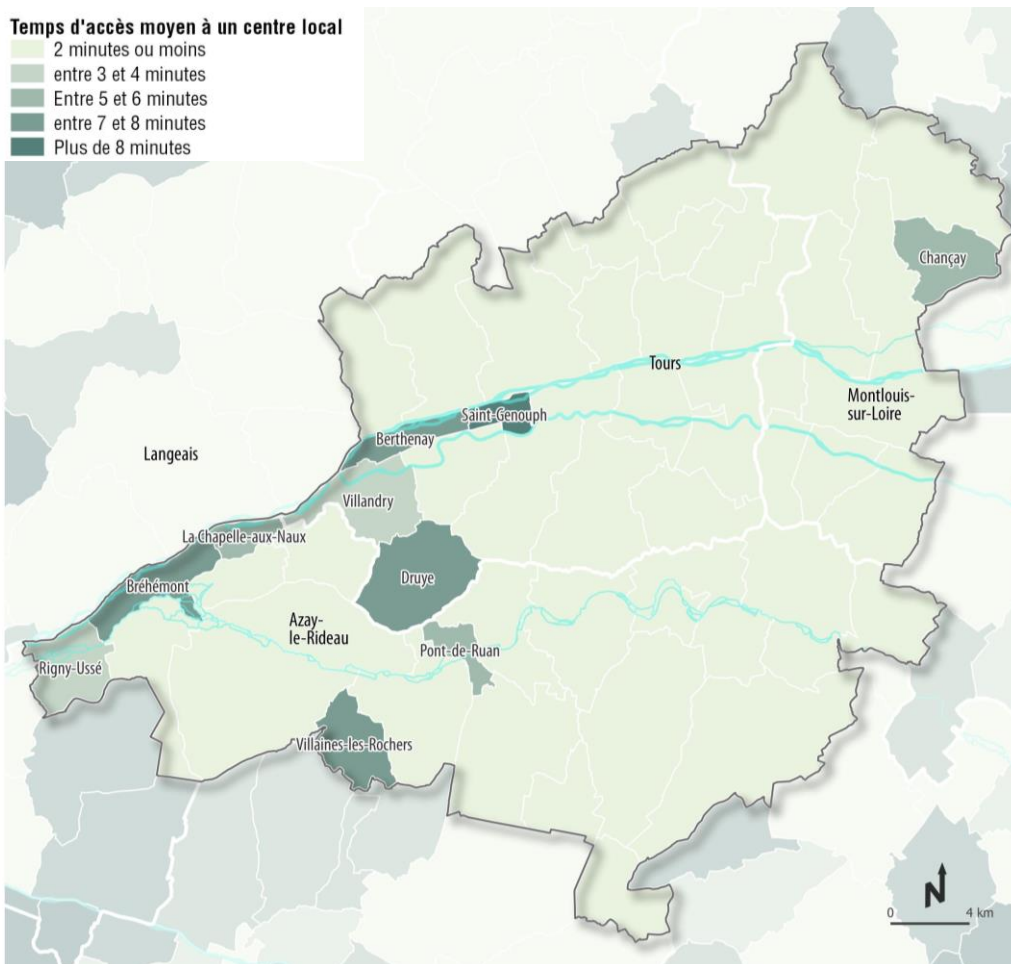 Temps d'accès moyen à un centre local
2 minutes ou moins
entre 3 et 4 minutes
Entre 5 et 6 minutes
entre 7 et 8 minutes
Plus de 8 minutes
Chançay
Tours
Montlouis-
sur-Loire
Saint-Genouph
Berthenay
Langeais
Villandry
La Chapelle-aux-Naux
Druye
Bréhémont
Azay-
le-Rideau
Pont-de-Ruan
Rigny-Ussé
Villaines-les-Rochers
N
0 4 km